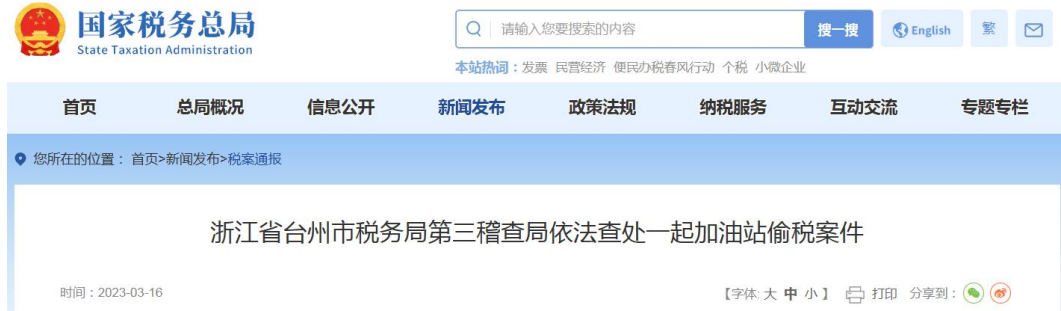 国家税务总局
State Taxation Administration
请输入您要搜索的内容
搜一搜
English
繁
本站热词：发票 民营经济 便民办税春风行动 个税 小微企业
首页 总局概况 信息公开 新闻发布 政策法规 纳税服务 互动交流 专题专栏
您所在的位置： 首页>新闻发布>税案通报
浙江省台州市税务局第三稽查局依法查处一起加油站偷税案件
时间：2023-03-16
【字体: 大 中 小】 打印 分享到：